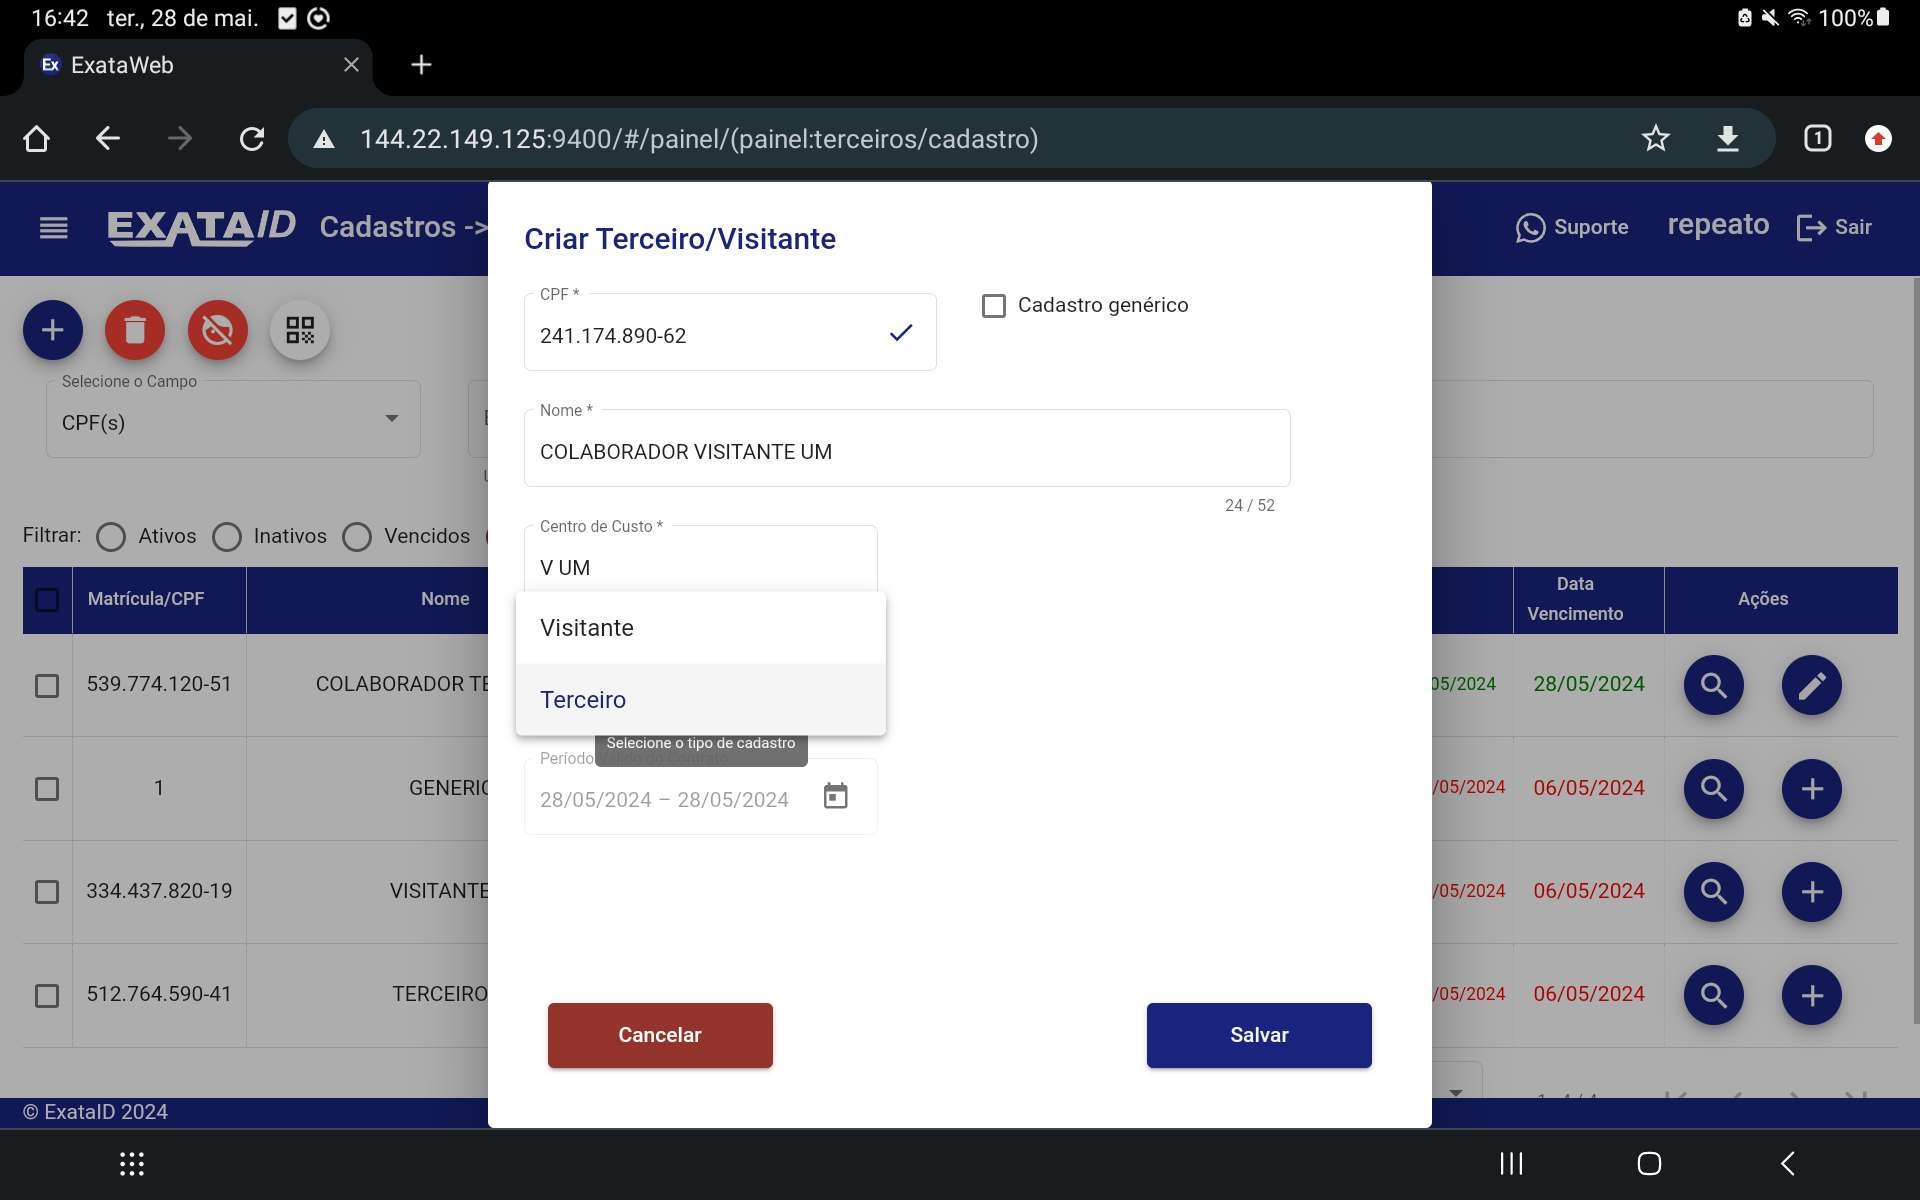 16:42 ter., 28 de mai. 100%
Ex ExataWeb
144.22.149.125:9400/#/painel/(painel:terceiros/cadastro) 1
EXATAID Cadastros -> Suporte repeato Sair
Criar Terceiro/Visitante
CPF *
241.174.890-62
Cadastro genérico
Selecione o Campo
CPF(s)
Nome *
COLABORADOR VISITANTE UM
24 / 52
Filtrar: Ativos Inativos Vencidos
Centro de Custo *
V UM
Matrícula/CPF Nome Data Vencimento Ações
Visitante
Terceiro
Selecione o tipo de cadastro
Período
28/05/2024 – 28/05/2024
539.774.120-51 COLABORADOR TE 05/2024 28/05/2024
1 GENERIC /05/2024 06/05/2024
334.437.820-19 VISITANTE /05/2024 06/05/2024
512.764.590-41 TERCEIRO /05/2024 06/05/2024
Cancelar Salvar
© ExataID 2024